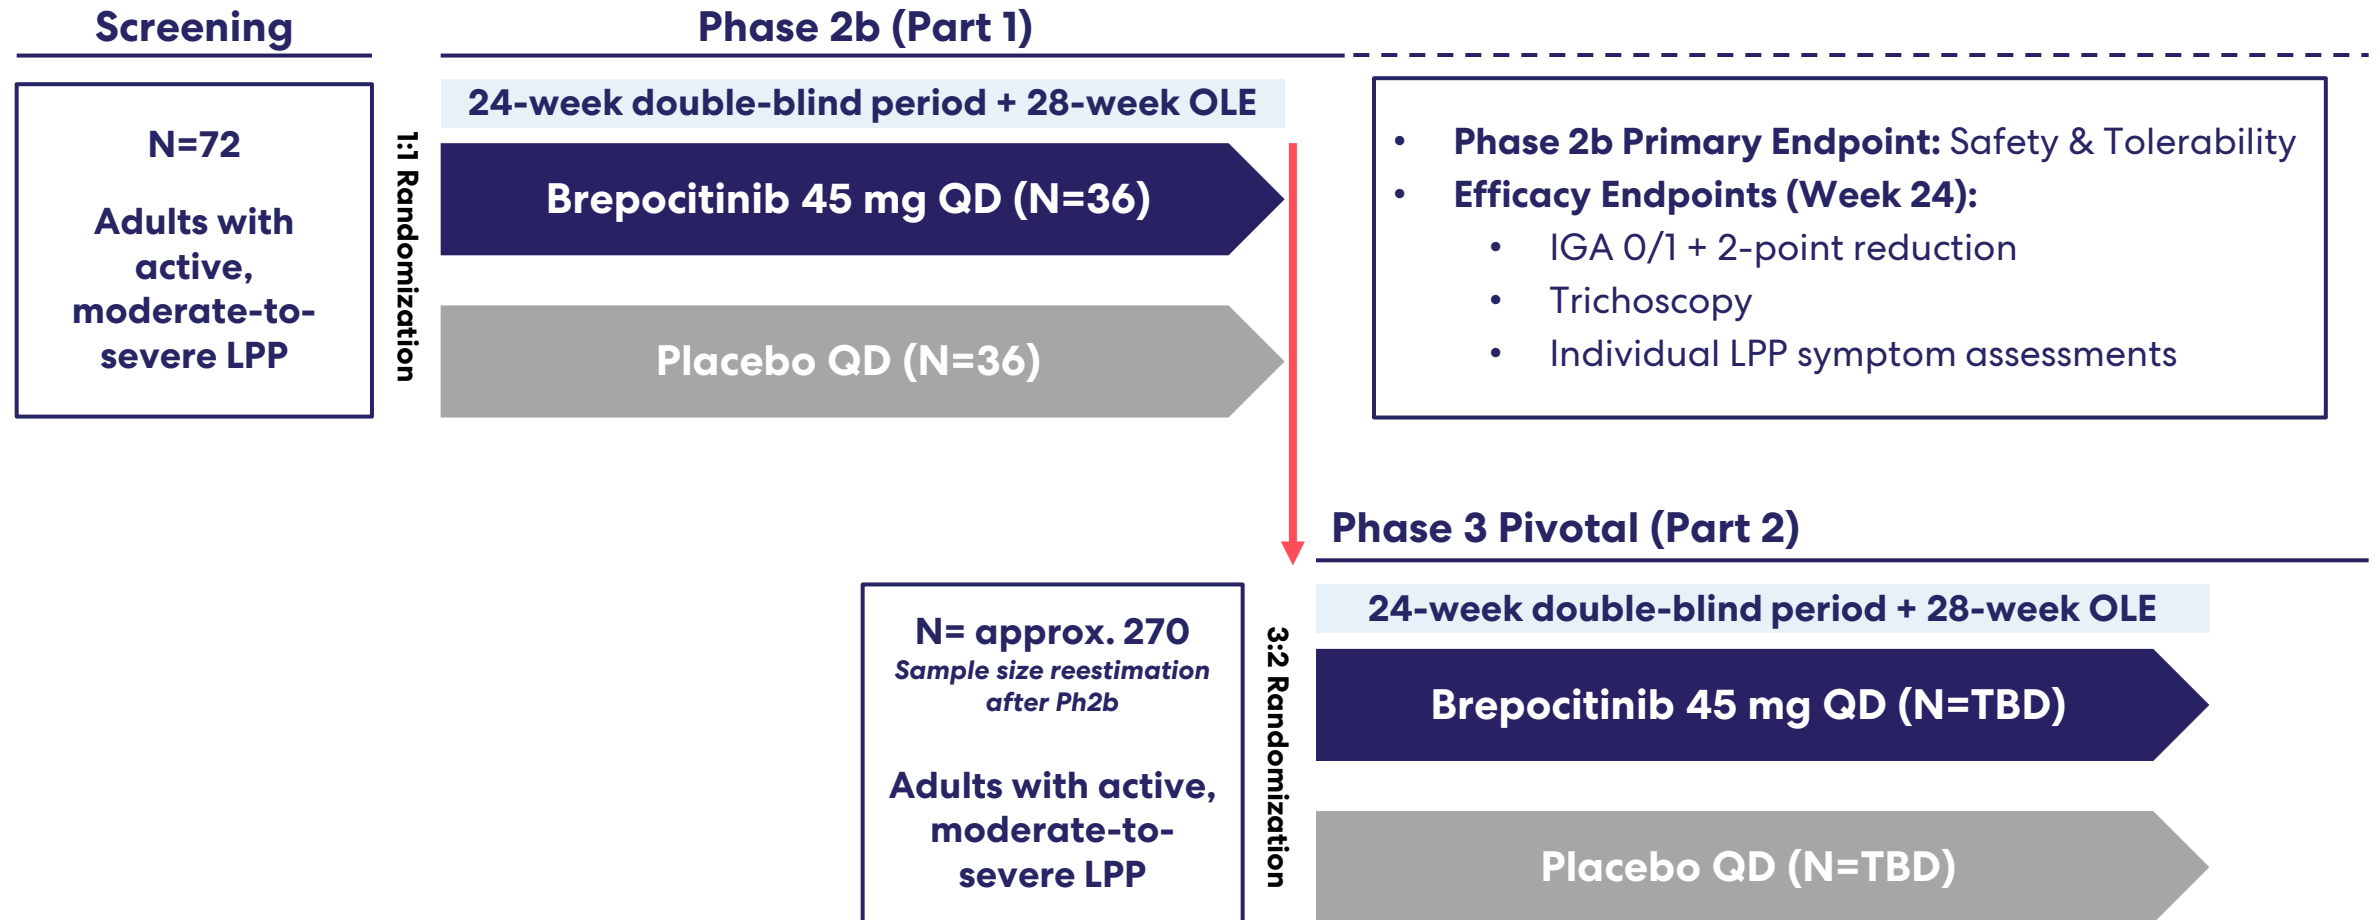 Screening
Phase 2b (Part 1)
N=72
Adults with
active,
moderate-to-
severe LPP
1:1 Randomization
24-week double-blind period + 28-week OLE
Brepocitinib 45 mg QD (N=36)
Placebo QD (N=36)
• Phase 2b Primary Endpoint: Safety & Tolerability
• Efficacy Endpoints (Week 24):
• IGA 0/1 + 2-point reduction
• Trichoscopy
• Individual LPP symptom assessments
Phase 3 Pivotal (Part 2)
N= approx. 270
Sample size reestimation
after Ph2b
Adults with active,
moderate-to-
severe LPP
3:2 Randomization
24-week double-blind period + 28-week OLE
Brepocitinib 45 mg QD (N=TBD)
Placebo QD (N=TBD)